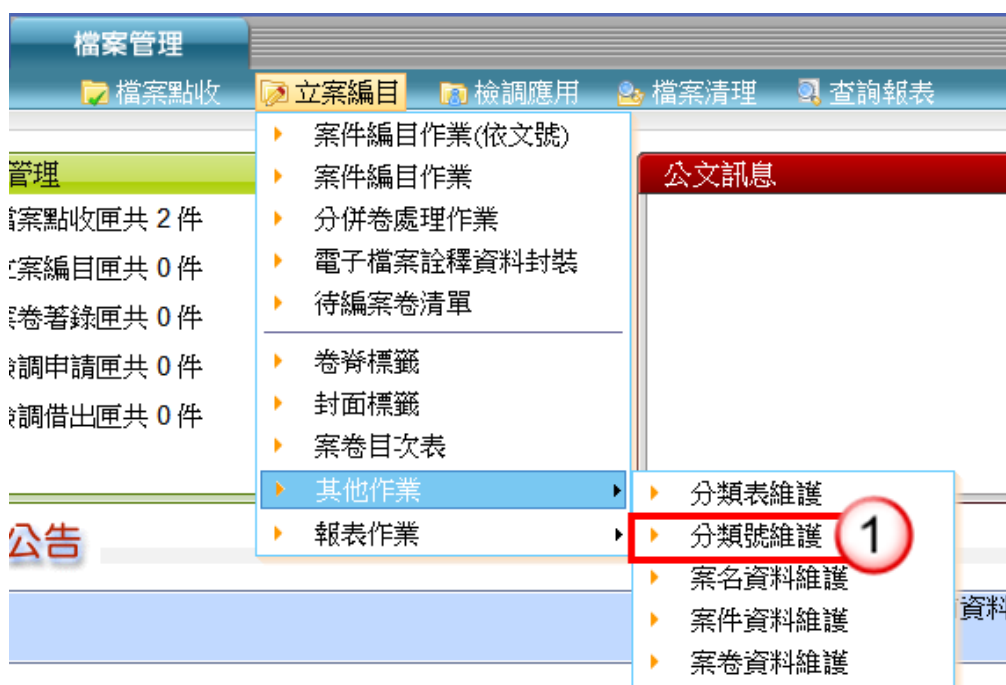 檔案管理
檔案點收 立案編目 檢調應用 檔案清理 查詢報表
案件編目作業(依文號)
案件編目作業
分併卷處理作業
電子檔案詮釋資料封裝
待編案卷清單
卷脊標籤
封面標籤
案卷目次表
其他作業
報表作業
分類表維護
分類號維護 1
案名資料維護
案件資料維護
案卷資料維護
管理
檔案點收匣共 2 件
立案編目匣共 0 件
案卷著錄匣共 0 件
檢調申請匣共 0 件
檢調借出匣共 0 件
公文訊息
公告
資料